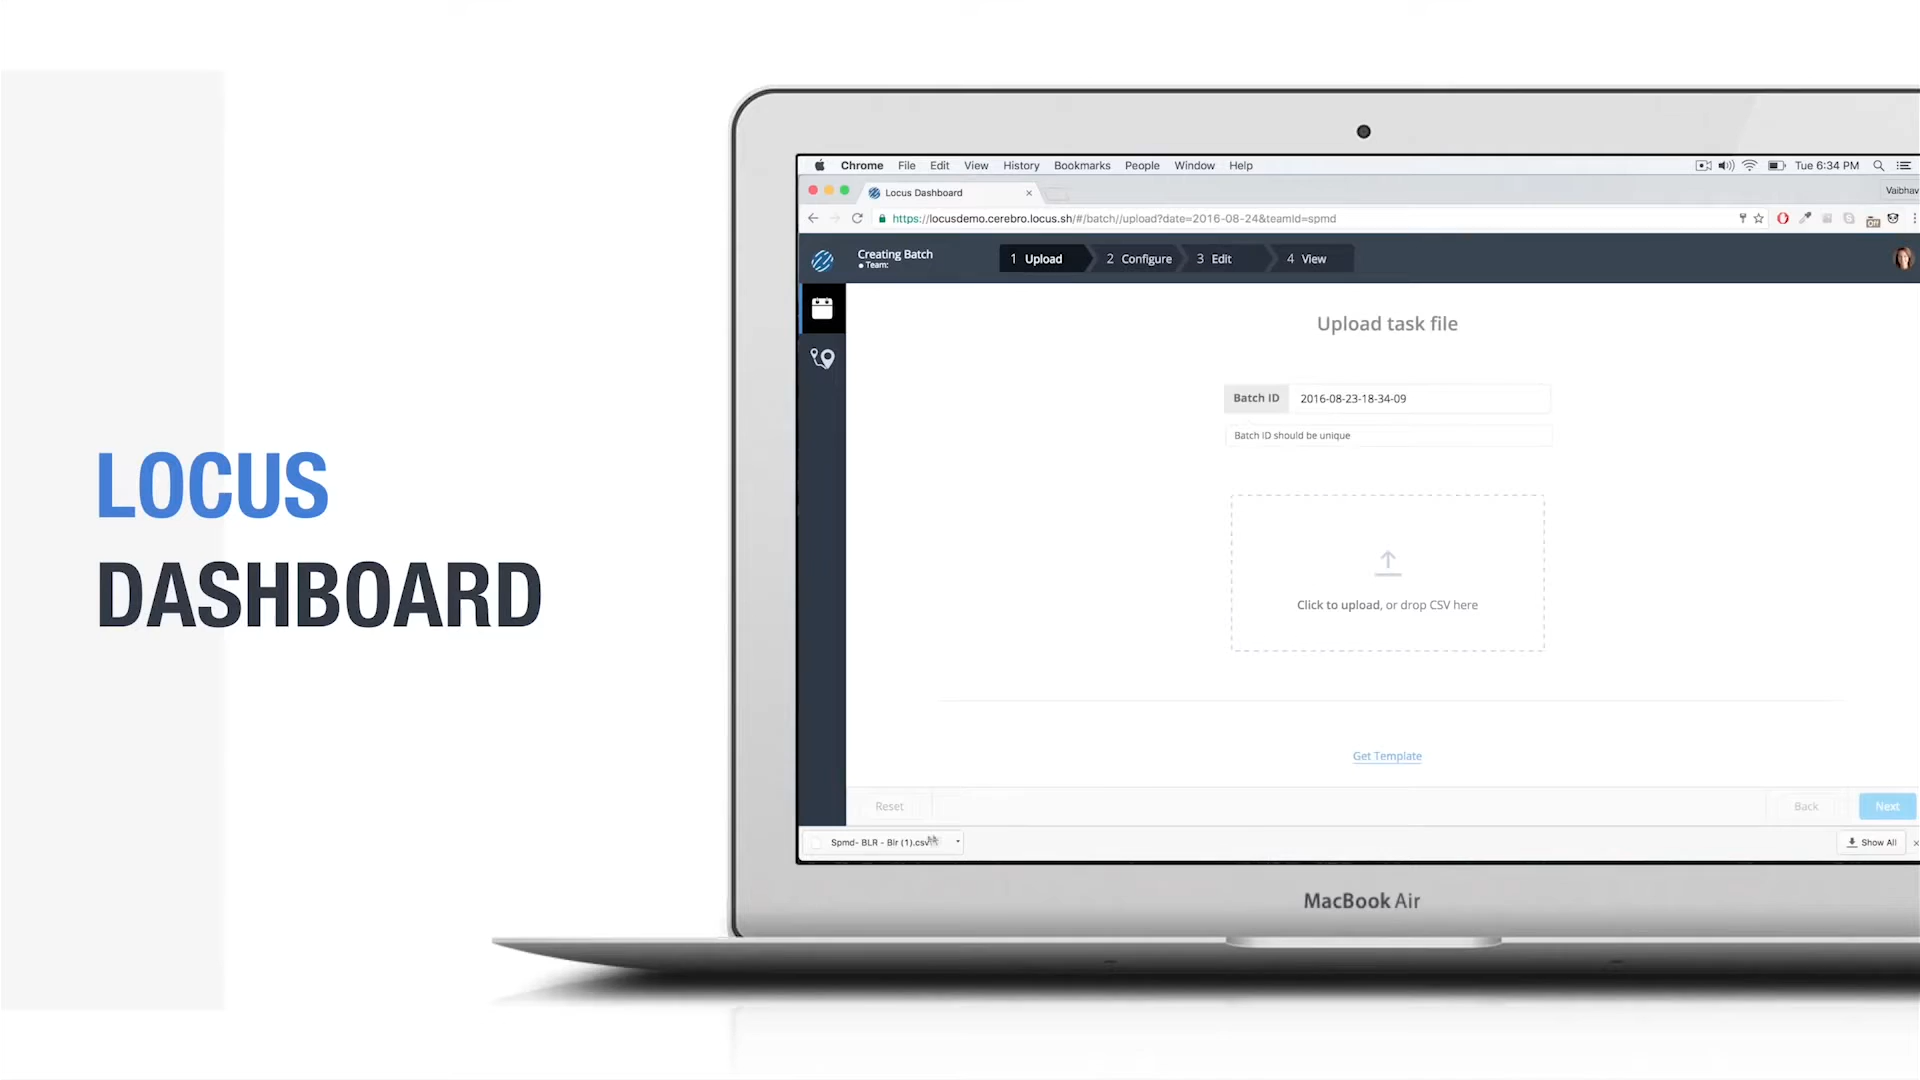 LOCUS
DASHBOARD
Chrome File Edit View History Bookmarks People Window Help Tue 6:34 PM
Locus Dashboard Vaibhav
https://locusdemo.cerebro.locus.sh/#/batch//upload?date=2016-08-24&teamId=spmd
Creating Batch
Team:
1 Upload 2 Configure 3 Edit 4 View
Upload task file
Batch ID 2016-08-23-18-34-09
Batch ID should be unique
Click to upload, or drop CSV here
Get Template
Reset Back Next
Spmd- BLR - Blr (1).csv Show All
MacBook Air